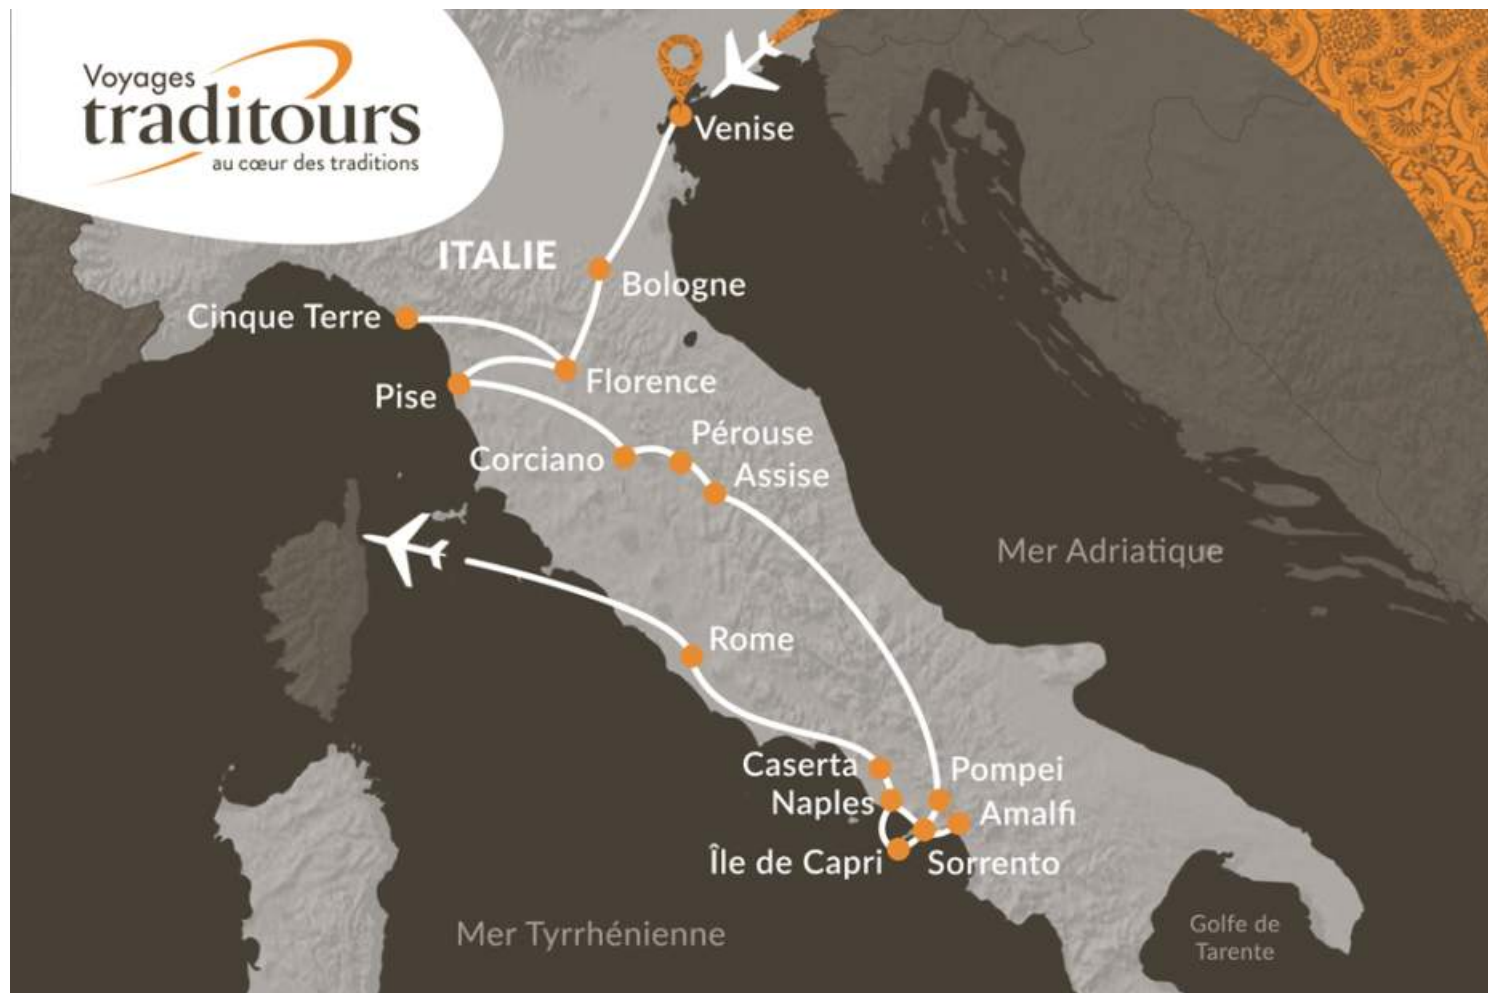 Voyages
traditours
au cœur des traditions
Venise
ITALIE
Bologne
Cinque Terre
Florence
Pise
Pérouse
Corciano
Assise
Mer Adriatique
Rome
Caserta
Pompei
Naples
Amalfi
Île de Capri
Sorrento
Mer Tyrrhénienne
Golfe de
Tarente